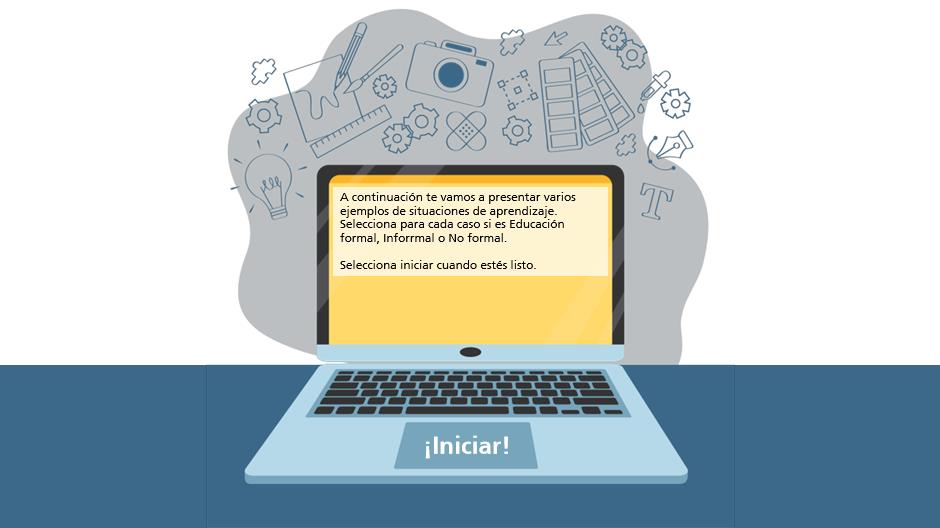 A continuación te vamos a presentar varios
ejemplos de situaciones de aprendizaje.
Selecciona para cada caso si es Educación
formal, Inforrmal o No formal.
Selecciona iniciar cuando estés listo.
T
¡Iniciar!